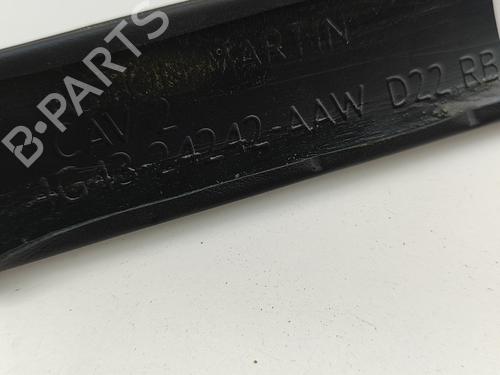 MARTIN
CAV 2
4G43-24242-AAW D22 RB
B-PARTS